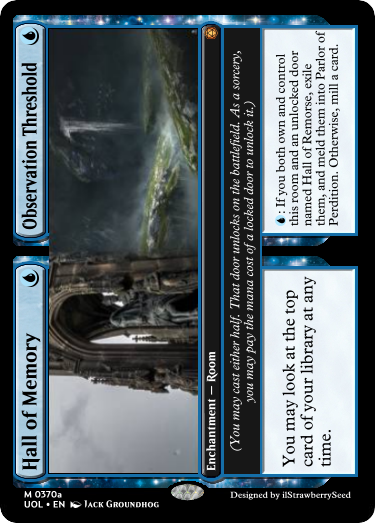 Hall of Memory
Enchantment — Room
(You may cast either half. That door unlocks on the battlefield. As a sorcery,
you may pay the mana cost of a locked door to unlock it.)
You may look at the top
card of your library at any
time.
Observation Threshold
: If you both own and control
this room and an unlocked door
named Hall of Remorse, exile
them, and meld them into Parlor of
Perdition. Otherwise, mill a card.
M 0370a
UOL • EN Jack Groundhog
Designed by ilStrawberrySeed